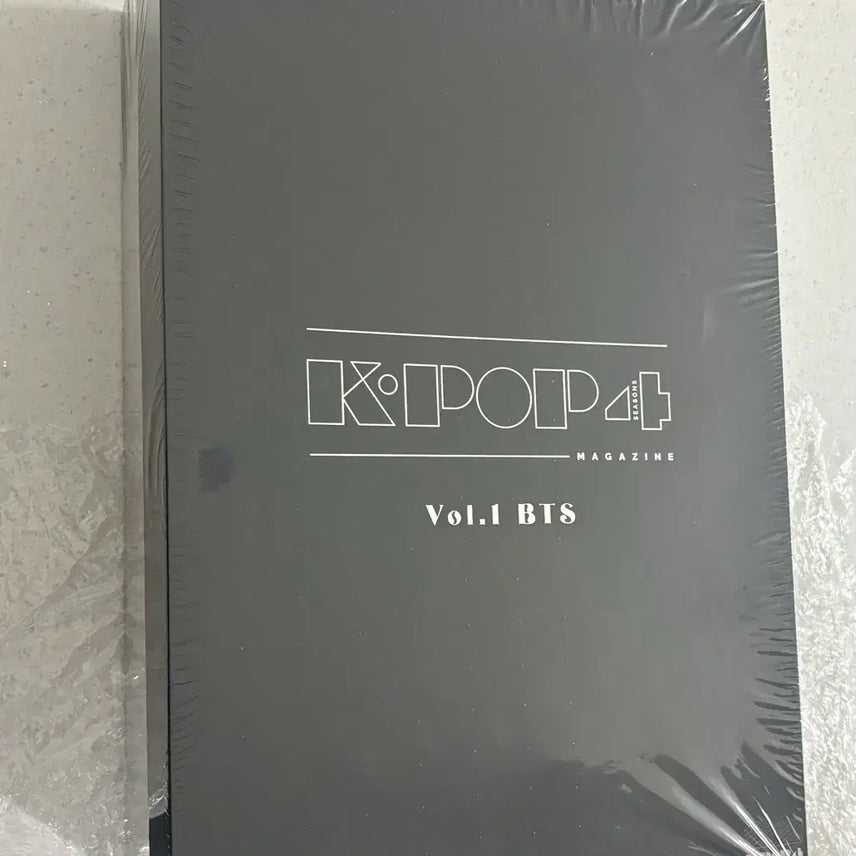 K·POP4
SEASONS
MAGAZINE
Vol.1 BTS